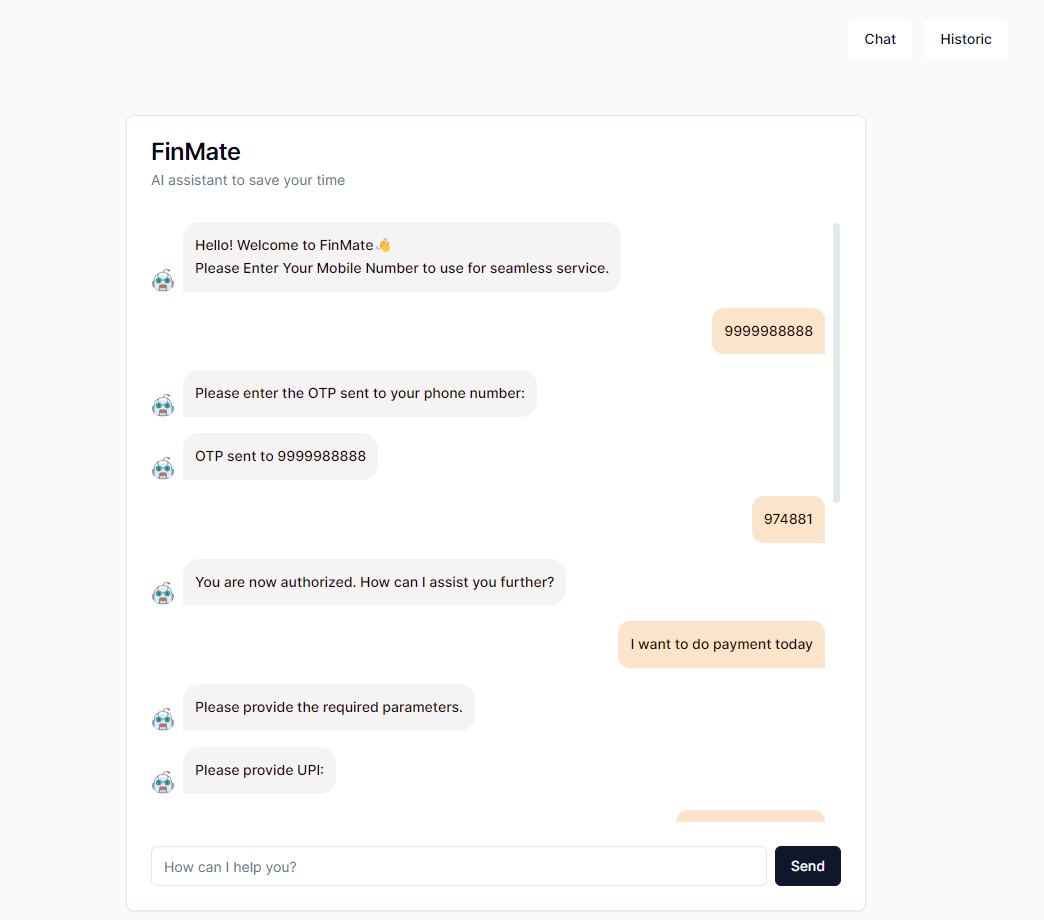 Chat
Historic
FinMate
AI assistant to save your time
Hello! Welcome to FinMate👋
Please Enter Your Mobile Number to use for seamless service.
9999988888
Please enter the OTP sent to your phone number:
OTP sent to 9999988888
974881
You are now authorized. How can I assist you further?
I want to do payment today
Please provide the required parameters.
Please provide UPI:
How can I help you?
Send